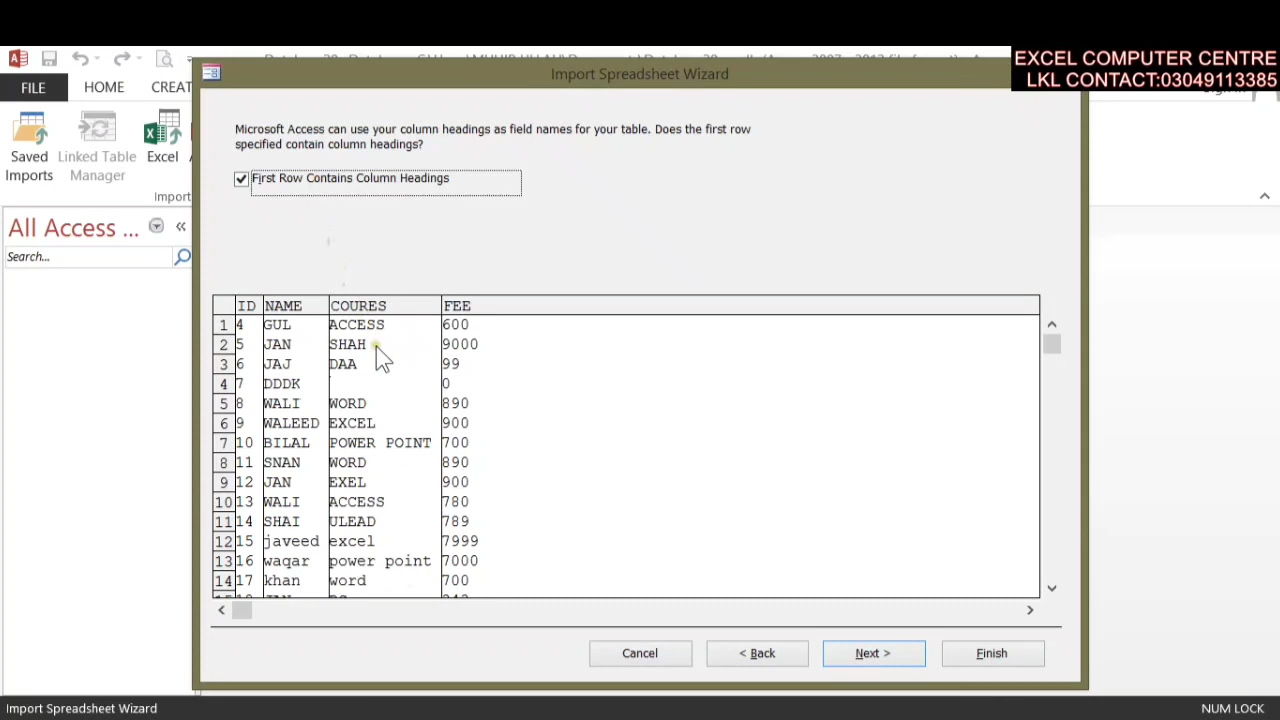 EXCEL COMPUTER CENTRE
LKL CONTACT:03049113385
Import Spreadsheet Wizard
FILE
HOME
CREAT
Saved Imports
Linked Table Manager
Excel
Import
All Access ...
Search...
Microsoft Access can use your column headings as field names for your table. Does the first row
specified contain column headings?
First Row Contains Column Headings
ID NAME COURES FEE
1 4 GUL ACCESS 600
2 5 JAN SHAH 9000
3 6 JAJ DAA 99
4 7 DDDK 0
5 8 WALI WORD 890
6 9 WALEED EXCEL 900
7 10 BILAL POWER POINT 700
8 11 SNAN WORD 890
9 12 JAN EXEL 900
10 13 WALI ACCESS 780
11 14 SHAI ULEAD 789
12 15 javeed excel 7999
13 16 waqar power point 7000
14 17 khan word 700
Cancel
< Back
Next >
Finish
Import Spreadsheet Wizard
NUM LOCK